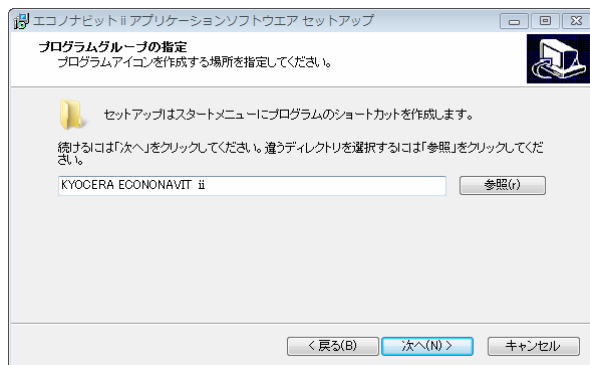 エコノナビット ii アプリケーションソフトウエア セットアップ
プログラムグループの指定
プログラムアイコンを作成する場所を指定してください。
セットアップはスタートメニューにプログラムのショートカットを作成します。
続けるには「次へ」をクリックしてください。違うディレクトリを選択するには「参照」をクリックしてくだ
さい。
KYOCERA ECONONAVIT ii
参照(r)
< 戻る(B)
次へ(N) >
キャンセル